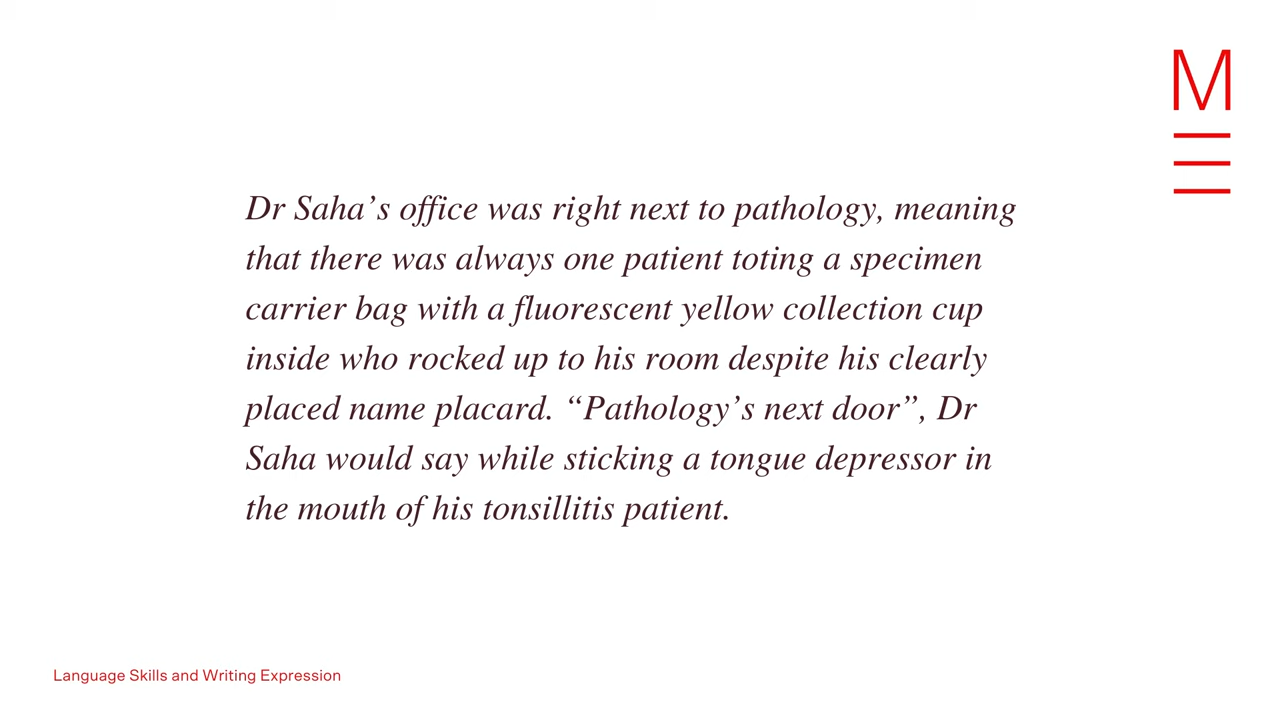 M
Dr Saha’s office was right next to pathology, meaning
that there was always one patient toting a specimen
carrier bag with a fluorescent yellow collection cup
inside who rocked up to his room despite his clearly
placed name placard. “Pathology’s next door”, Dr
Saha would say while sticking a tongue depressor in
the mouth of his tonsillitis patient.
Language Skills and Writing Expression